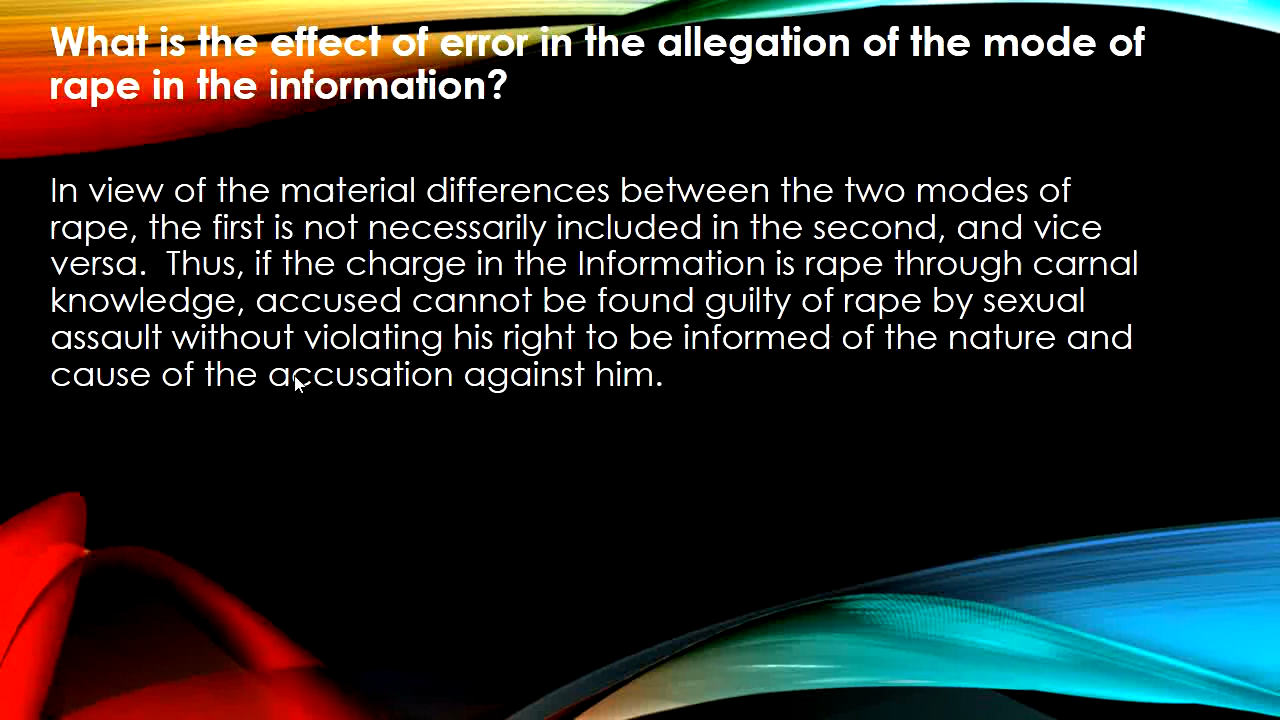 What is the effect of error in the allegation of the mode of
rape in the information?
In view of the material differences between the two modes of
rape, the first is not necessarily included in the second, and vice
versa.  Thus, if the charge in the Information is rape through carnal
knowledge, accused cannot be found guilty of rape by sexual
assault without violating his right to be informed of the nature and
cause of the accusation against him.